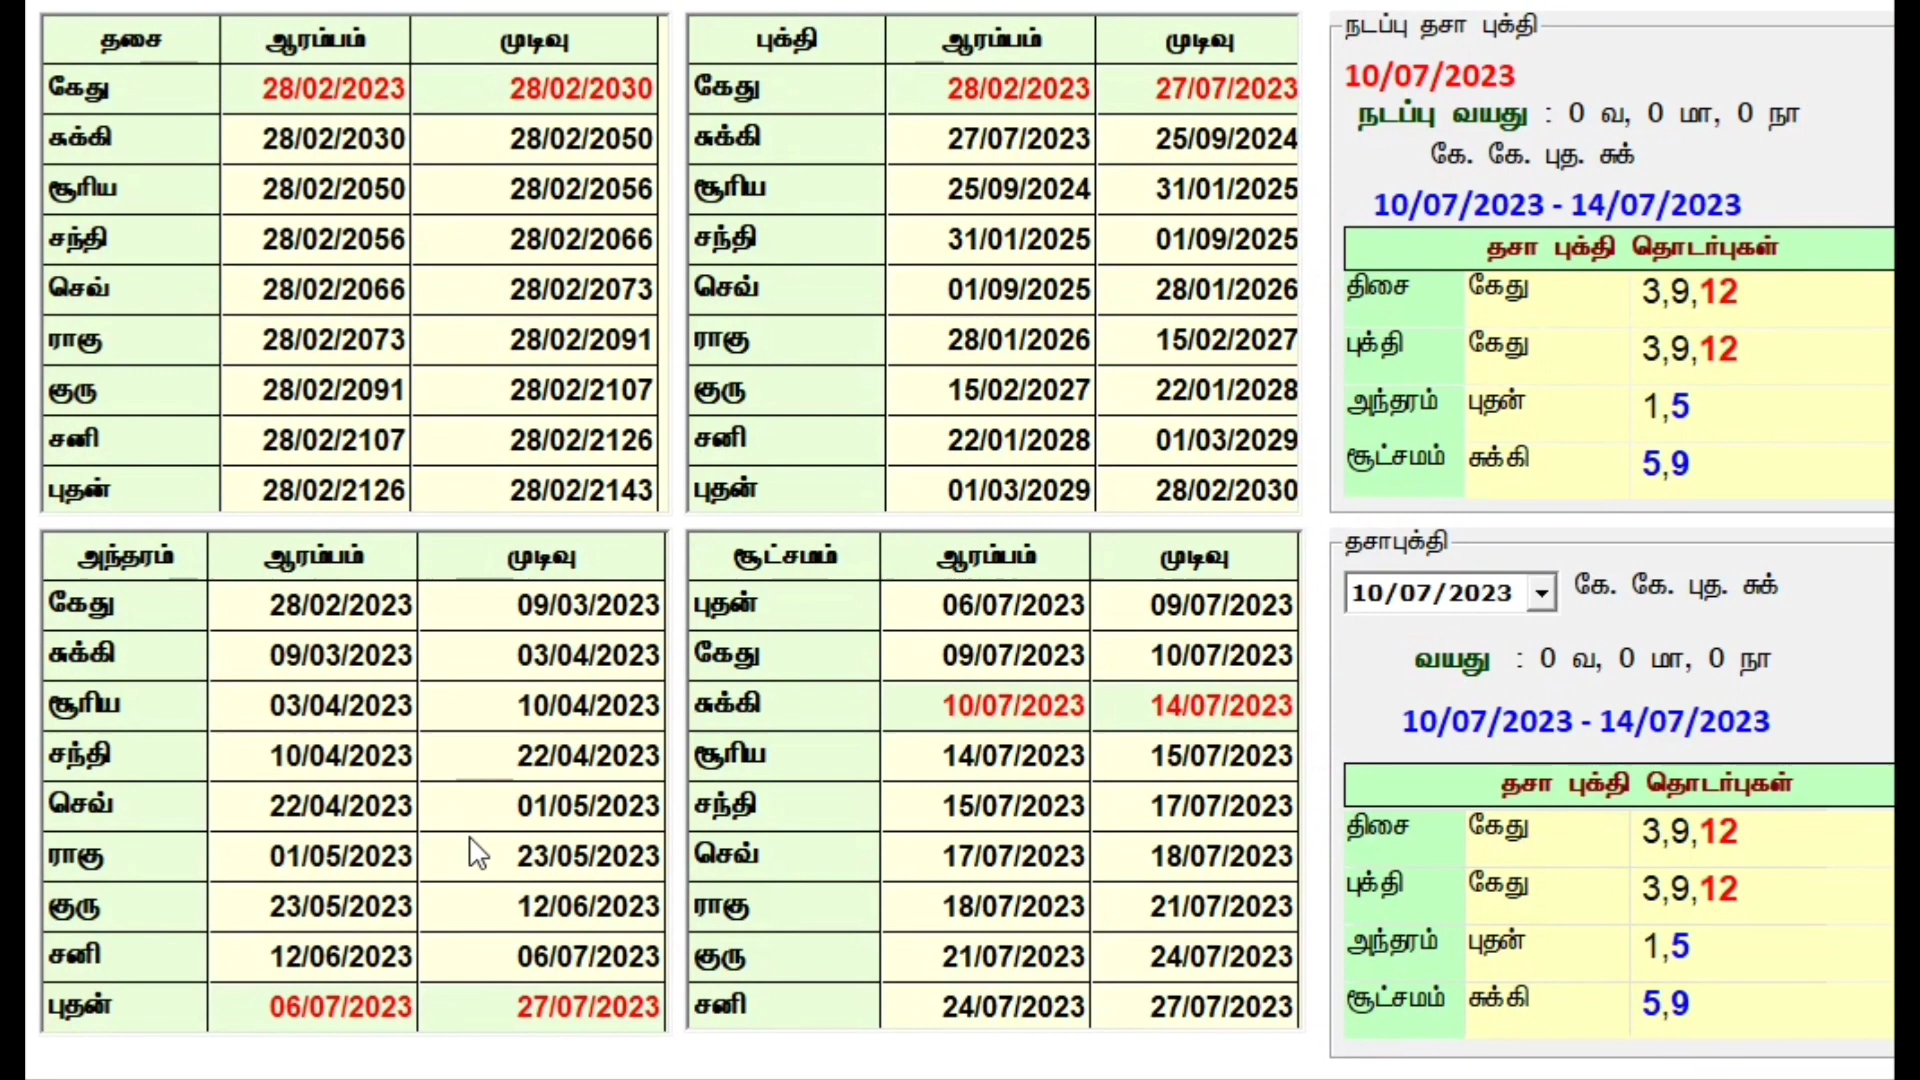 தசை ஆரம்பம் முடிவு
கேது 28/02/2023 28/02/2030
சுக்கி 28/02/2030 28/02/2050
சூரிய 28/02/2050 28/02/2056
சந்தி 28/02/2056 28/02/2066
செவ் 28/02/2066 28/02/2073
ராகு 28/02/2073 28/02/2091
குரு 28/02/2091 28/02/2107
சனி 28/02/2107 28/02/2126
புதன் 28/02/2126 28/02/2143
புக்தி ஆரம்பம் முடிவு
கேது 28/02/2023 27/07/2023
சுக்கி 27/07/2023 25/09/2024
சூரிய 25/09/2024 31/01/2025
சந்தி 31/01/2025 01/09/2025
செவ் 01/09/2025 28/01/2026
ராகு 28/01/2026 15/02/2027
குரு 15/02/2027 22/01/2028
சனி 22/01/2028 01/03/2029
புதன் 01/03/2029 28/02/2030
நடப்பு தசா புக்தி
10/07/2023
நடப்பு வயது : 0 வ, 0 மா, 0 நா
கே. கே. புத. சுக்
10/07/2023 - 14/07/2023
தசா புக்தி தொடர்புகள்
திசை கேது 3,9,12
புக்தி கேது 3,9,12
அந்தரம் புதன் 1,5
சூட்சமம் சுக்கி 5,9
அந்தரம் ஆரம்பம் முடிவு
கேது 28/02/2023 09/03/2023
சுக்கி 09/03/2023 03/04/2023
சூரிய 03/04/2023 10/04/2023
சந்தி 10/04/2023 22/04/2023
செவ் 22/04/2023 01/05/2023
ராகு 01/05/2023 23/05/2023
குரு 23/05/2023 12/06/2023
சனி 12/06/2023 06/07/2023
புதன் 06/07/2023 27/07/2023
சூட்சமம் ஆரம்பம் முடிவு
புதன் 06/07/2023 09/07/2023
கேது 09/07/2023 10/07/2023
சுக்கி 10/07/2023 14/07/2023
சூரிய 14/07/2023 15/07/2023
சந்தி 15/07/2023 17/07/2023
செவ் 17/07/2023 18/07/2023
ராகு 18/07/2023 21/07/2023
குரு 21/07/2023 24/07/2023
சனி 24/07/2023 27/07/2023
தசாபுக்தி
10/07/2023 கே. கே. புத. சுக்
வயது : 0 வ, 0 மா, 0 நா
10/07/2023 - 14/07/2023
தசா புக்தி தொடர்புகள்
திசை கேது 3,9,12
புக்தி கேது 3,9,12
அந்தரம் புதன் 1,5
சூட்சமம் சுக்கி 5,9